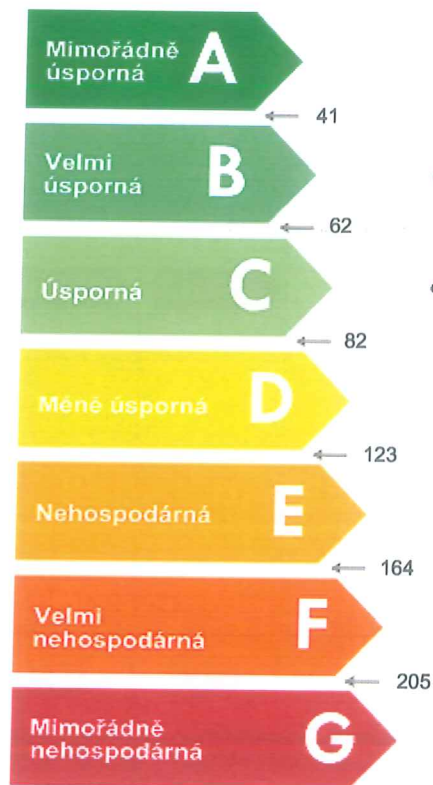 Mimořádně
úsporná A
41
Velmi
úsporná B
62
Úsporná C
82
Méně úsporná D
123
Nehospodárná E
164
Velmi
nehospodárná F
205
Mimořádně
nehospodárná G